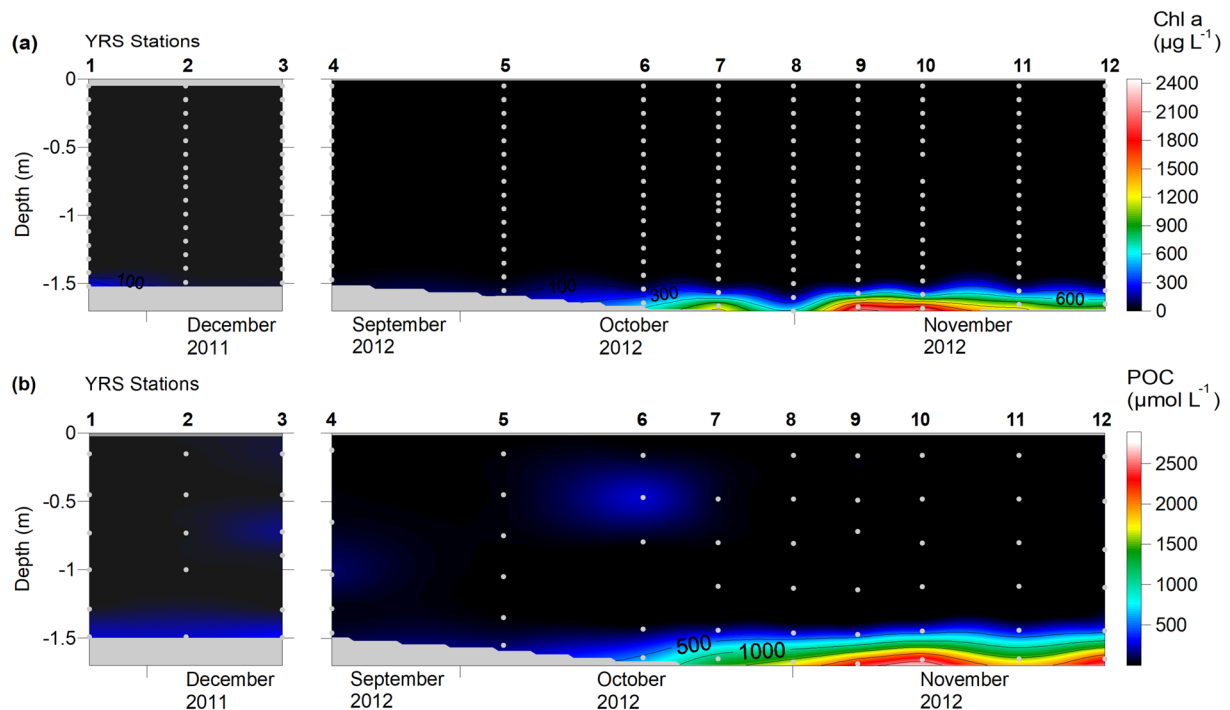 (a) YRS Stations Chl a
(µg L⁻¹)
1 2 3 4 5 6 7 8 9 10 11 12
0
-0.5
-1
-1.5
Depth (m)
2400
2100
1800
1500
1200
900
600
300
0
100 100 300 600
December September October November
2011 2012 2012 2012
(b) YRS Stations POC
(µmol L⁻¹)
1 2 3 4 5 6 7 8 9 10 11 12
0
-0.5
-1
-1.5
Depth (m)
2500
2000
1500
1000
500
500 1000
December September October November
2011 2012 2012 2012